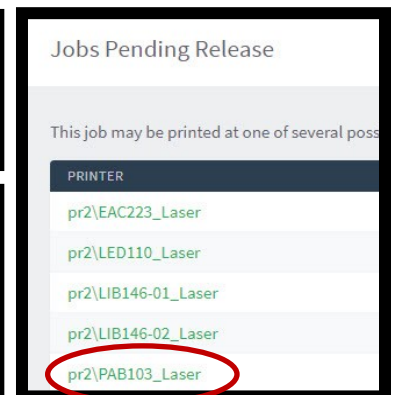 Jobs Pending Release
This job may be printed at one of several poss
PRINTER
pr2\EAC223_Laser
pr2\LED110_Laser
pr2\LIB146-01_Laser
pr2\LIB146-02_Laser
pr2\PAB103_Laser